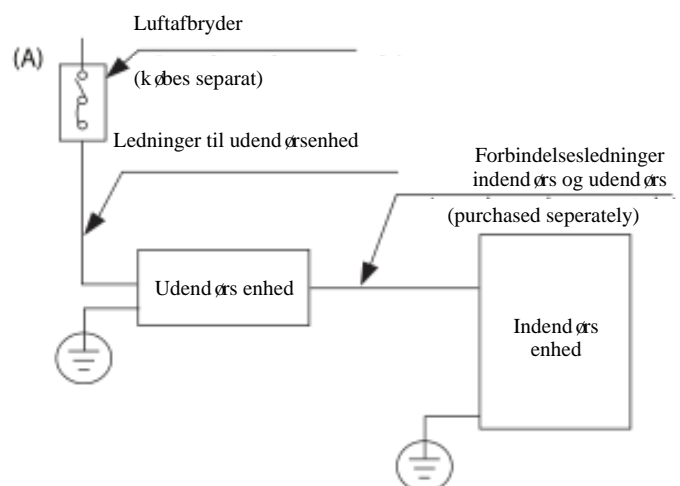 Luftafbryder
(A)
(købes separat)
Ledninger til udendørsenhed
Forbindelsesledninger
indendørs og udendørs
(purchased seperately)
Udendørs enhed
Indendørs
enhed